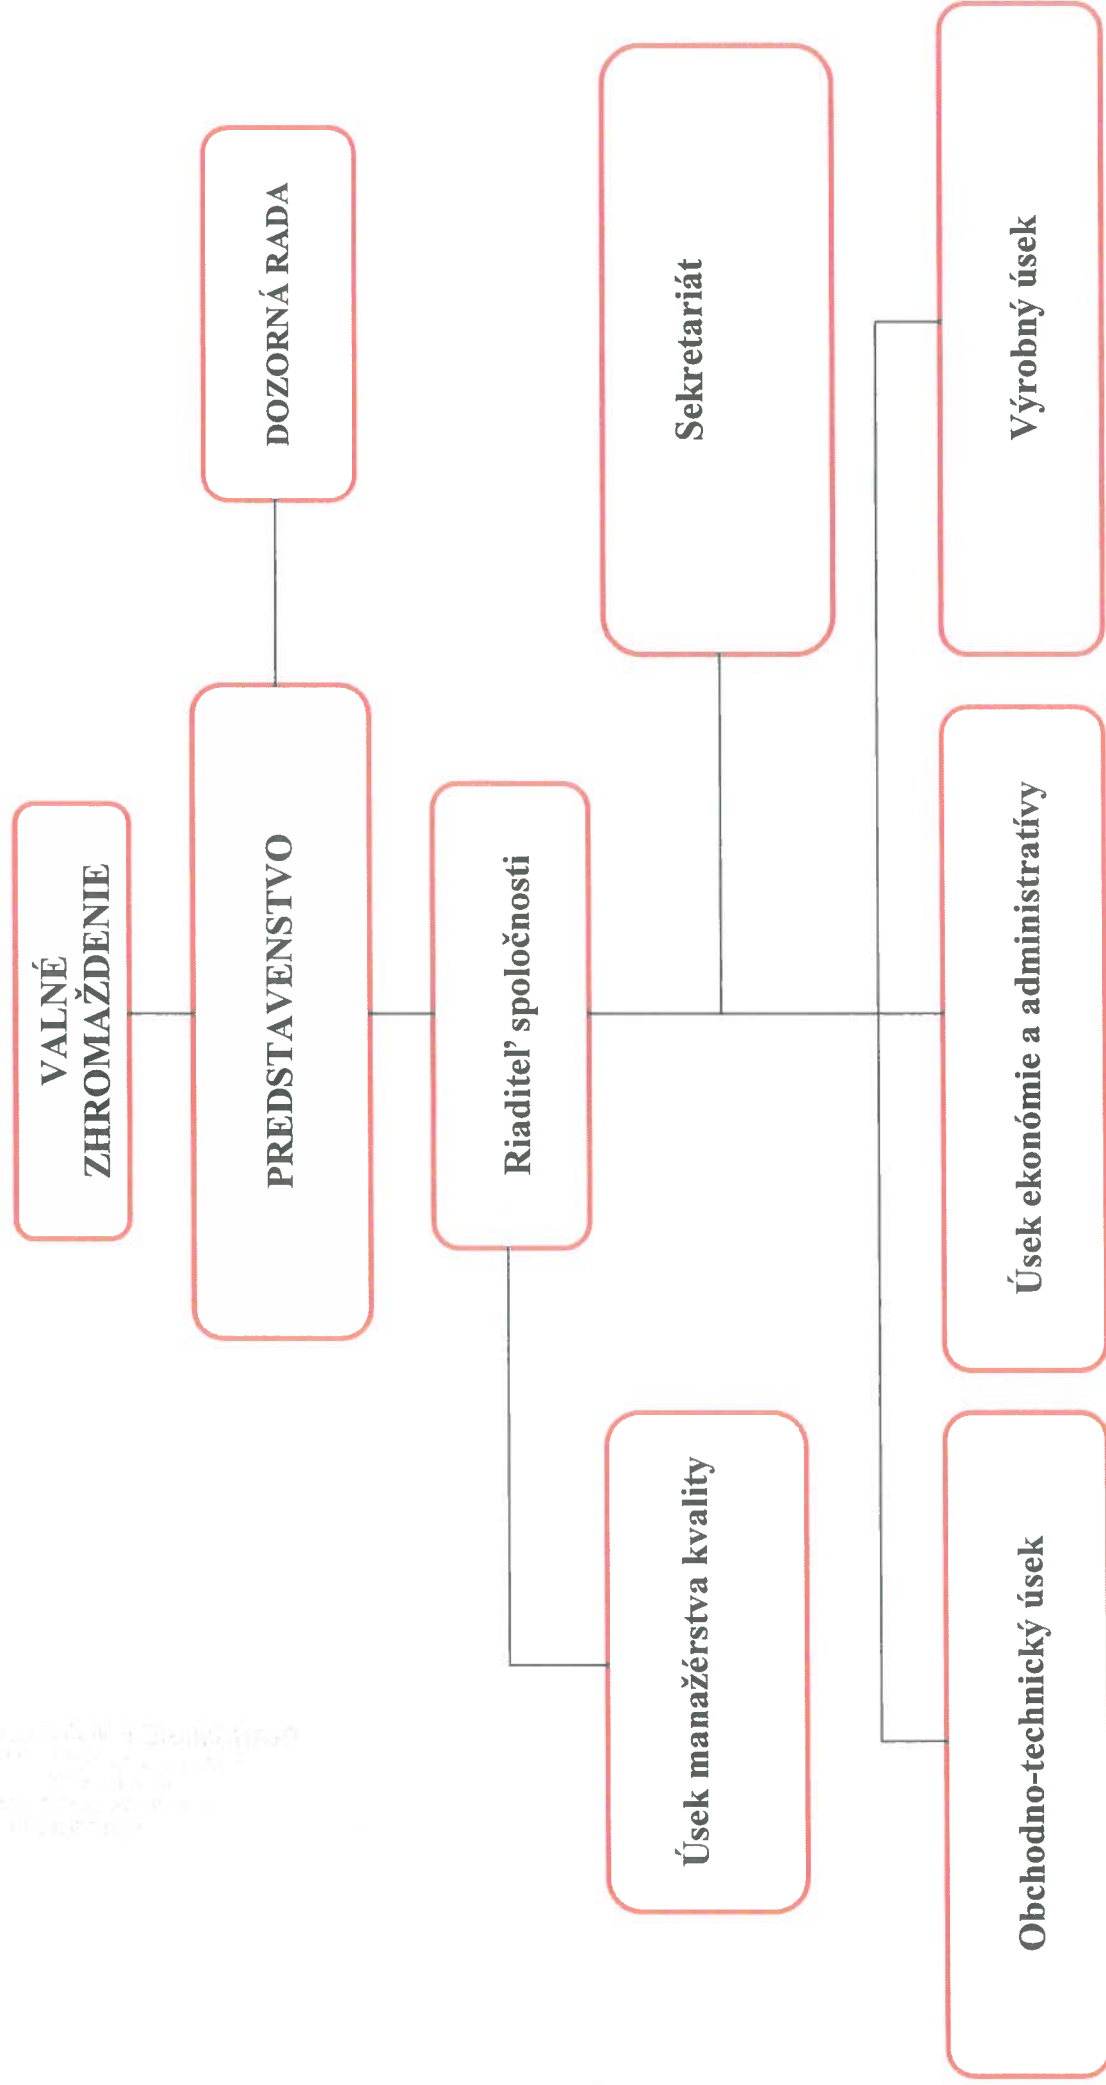 VALNÉ
ZHROMAŽDENIE
PREDSTAVENSTVO
DOZORNÁ RADA
Riaditeľ spoločnosti
Úsek manažérstva kvality
Sekretariát
Obchodno-technický úsek
Úsek ekonómie a administratívy
Výrobný úsek